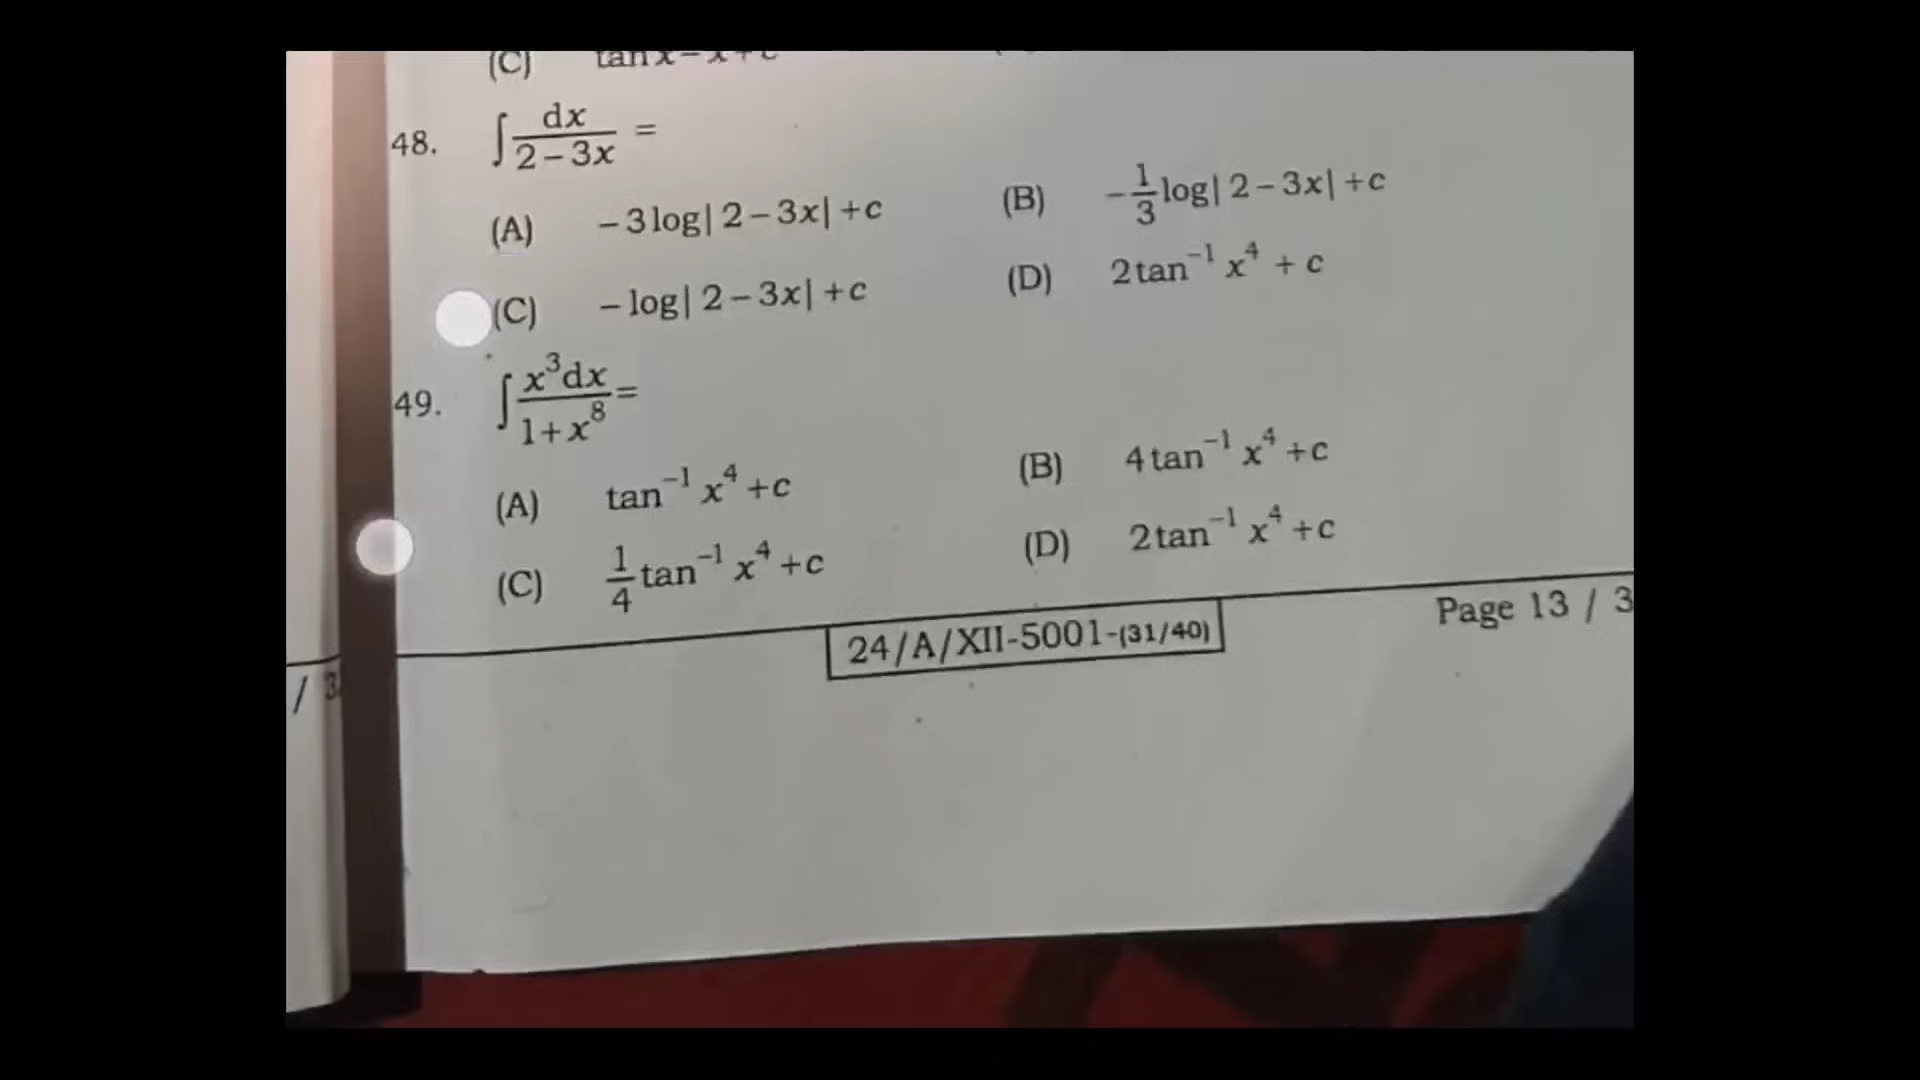 (C) tan x − x + c
48. ∫ dx / 2 − 3x =
(A) − 3 log| 2 − 3x| + c (B) − 1/3 log| 2 − 3x| + c
(C) − log| 2 − 3x| + c (D) 2 tan⁻¹ x⁴ + c
49. ∫ x³dx / 1 + x⁸ =
(A) tan⁻¹ x⁴ + c (B) 4 tan⁻¹ x⁴ + c
(C) 1/4 tan⁻¹ x⁴ + c (D) 2 tan⁻¹ x⁴ + c
24/A/XII-5001-(31/40) Page 13 / 3
/ 3